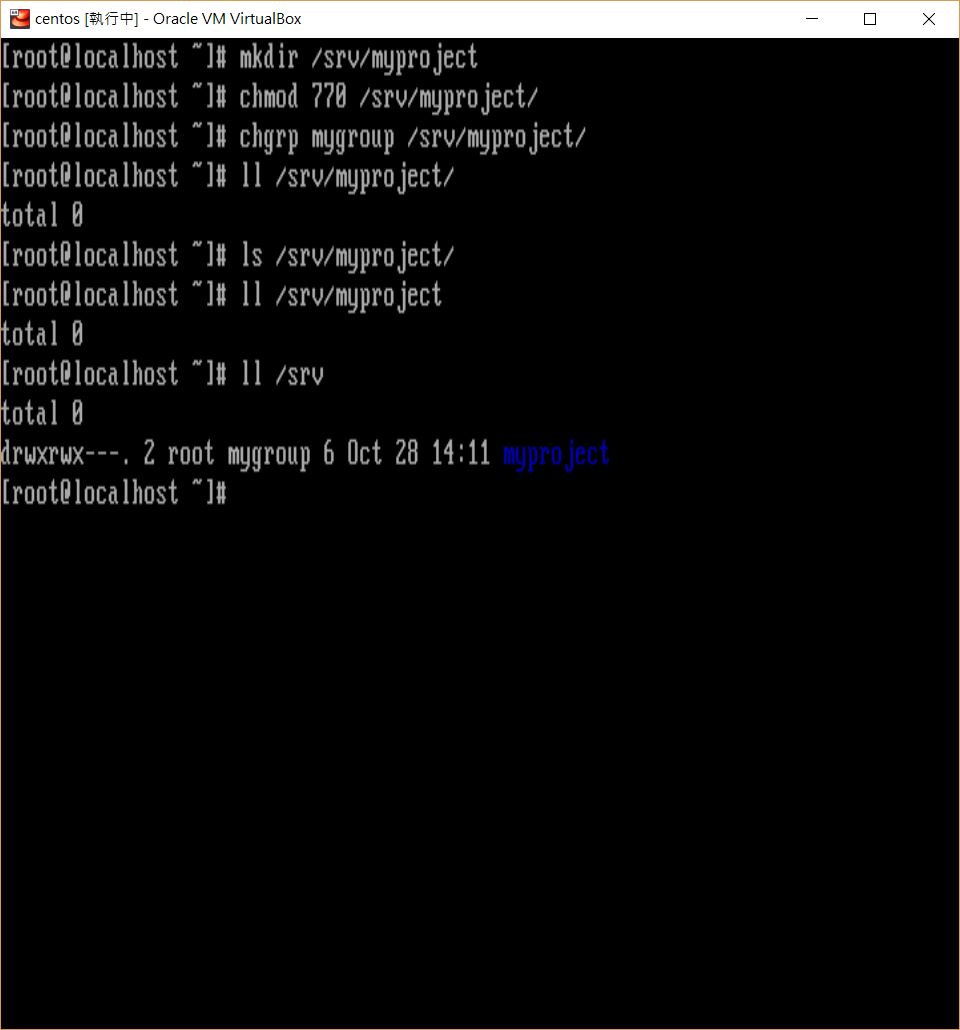 centos [執行中] - Oracle VM VirtualBox
[root@localhost ~]# mkdir /srv/myproject
[root@localhost ~]# chmod 770 /srv/myproject/
[root@localhost ~]# chgrp mygroup /srv/myproject/
[root@localhost ~]# ll /srv/myproject/
total 0
[root@localhost ~]# ls /srv/myproject/
[root@localhost ~]# ll /srv/myproject
total 0
[root@localhost ~]# ll /srv
total 0
drwxrwx---. 2 root mygroup 6 Oct 28 14:11 myproject
[root@localhost ~]#